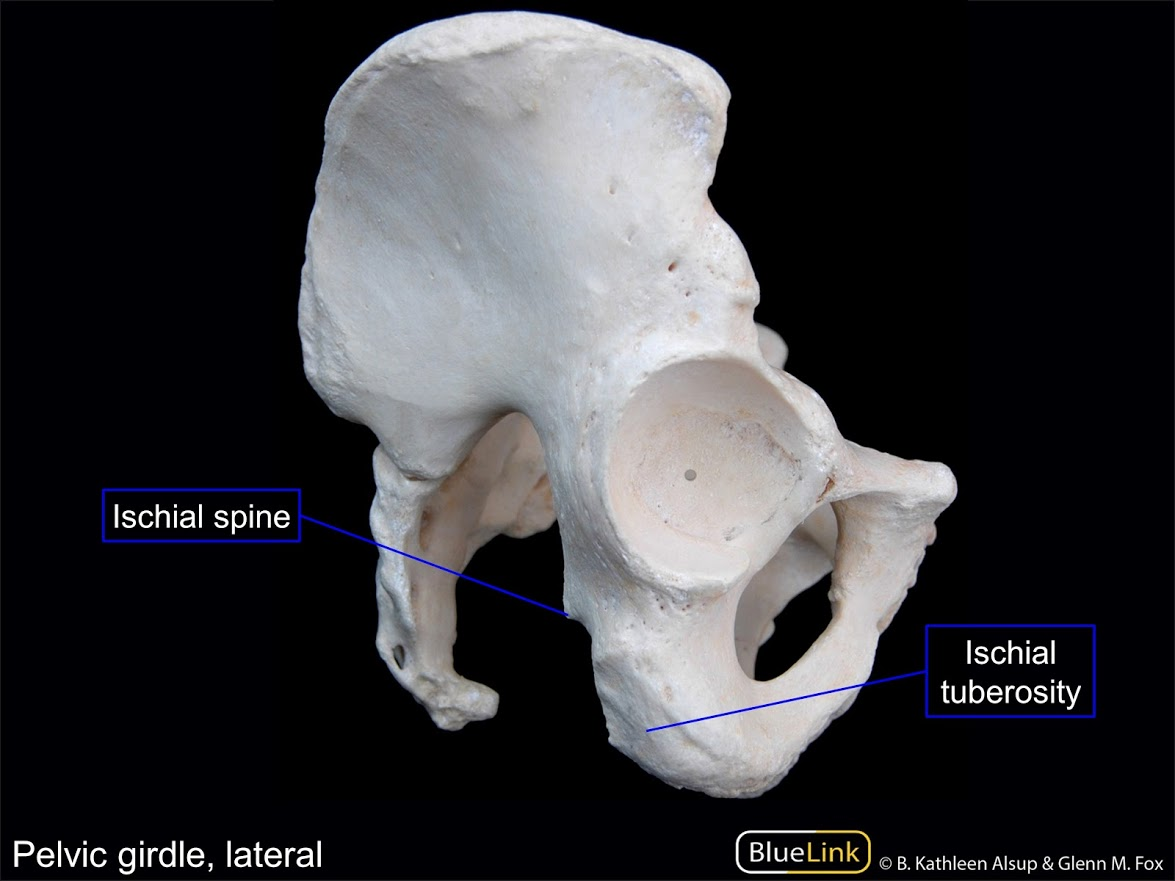 Ischial spine
Ischial
tuberosity
Pelvic girdle, lateral
BlueLink
© B. Kathleen Alsup & Glenn M. Fox